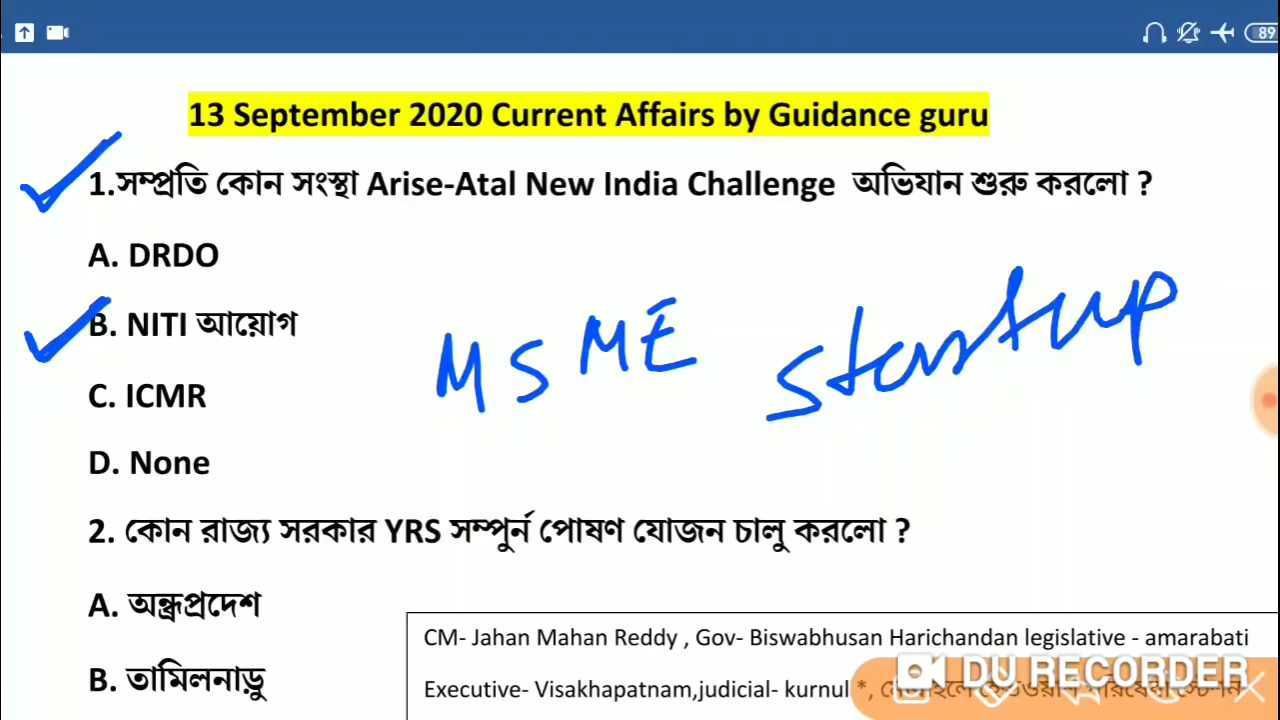 89
13 September 2020 Current Affairs by Guidance guru
1.সম্প্রতি কোন সংস্থা Arise-Atal New India Challenge অভিযান শুরু করলো ?
A. DRDO
B. NITI আয়োগ
C. ICMR
D. None
MSME startup
2. কোন রাজ্য সরকার YRS সম্পুর্ন পোষণ যোজন চালু করলো ?
A. অন্ধ্রপ্রদেশ
B. তামিলনাড়ু
CM- Jahan Mahan Reddy , Gov- Biswabhusan Harichandan legislative - amarabati
Executive- Visakhapatnam,judicial- kurnul *,
DU RECORDER